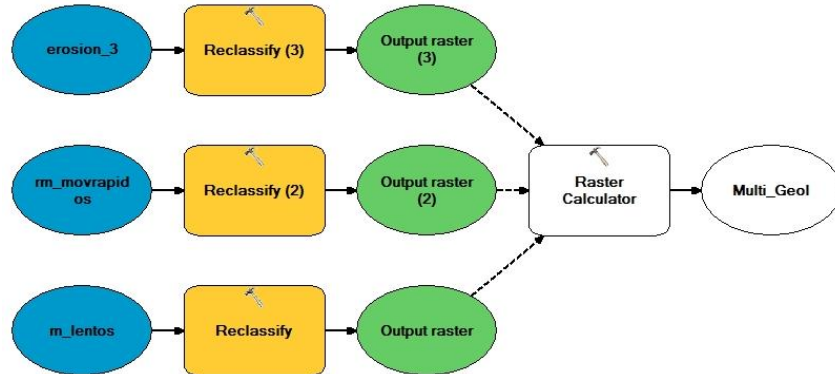 erosion_3
Reclassify (3)
Output raster
(3)
rm_movrapid
os
Reclassify (2)
Output raster
(2)
Raster
Calculator
Multi_Geol
m_lentos
Reclassify
Output raster